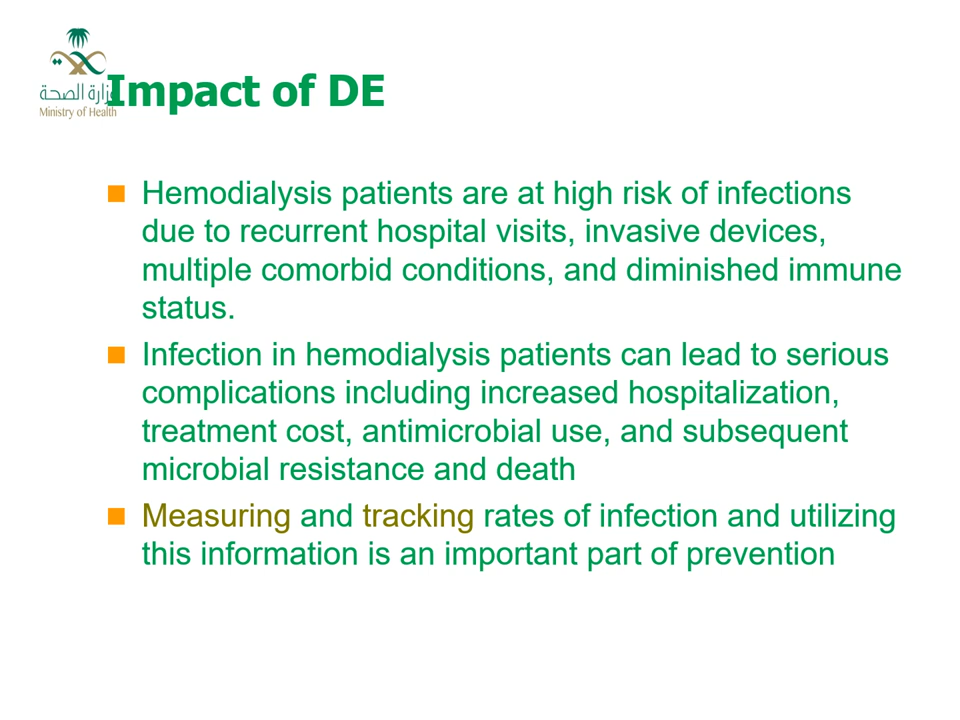 وزارة الصحة
Ministry of Health
Impact of DE
Hemodialysis patients are at high risk of infections
due to recurrent hospital visits, invasive devices,
multiple comorbid conditions, and diminished immune
status.
Infection in hemodialysis patients can lead to serious
complications including increased hospitalization,
treatment cost, antimicrobial use, and subsequent
microbial resistance and death
Measuring and tracking rates of infection and utilizing
this information is an important part of prevention